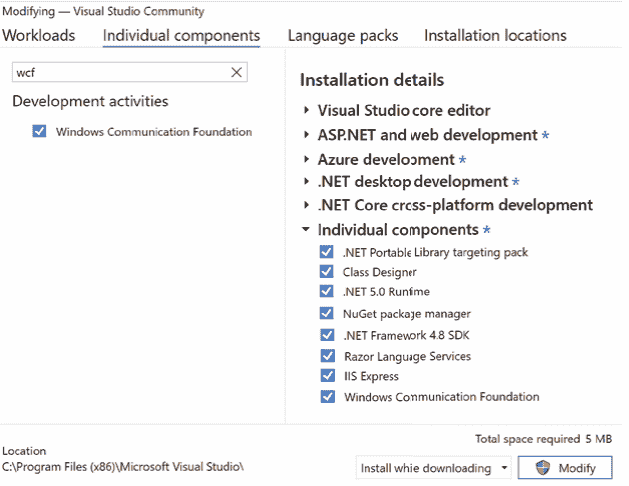 Modifying — Visual Studio Community
Workloads Individual components Language packs Installation locations
wcf
Development activities
Windows Communication Foundation
Installation details
Visual Studio core editor
ASP.NET and web development *
Azure development *
.NET desktop development *
.NET Core cross-platform development
Individual components *
.NET Portable Library targeting pack
Class Designer
.NET 5.0 Runtime
NuGet package manager
.NET Framework 4.8 SDK
Razor Language Services
IIS Express
Windows Communication Foundation
Total space required 5 MB
Location
C:\Program Files (x86)\Microsoft Visual Studio\
Install whie downloading
Modify